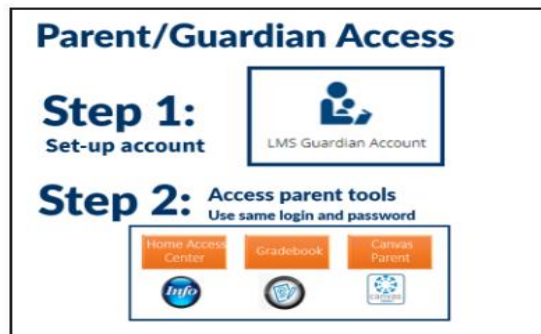 Parent/Guardian Access
Step 1:
Set-up account
LMS Guardian Account
Step 2:
Access parent tools
Use same login and password
Home Access
Center
Gradebook
Canvas
Parent
Info
canvas